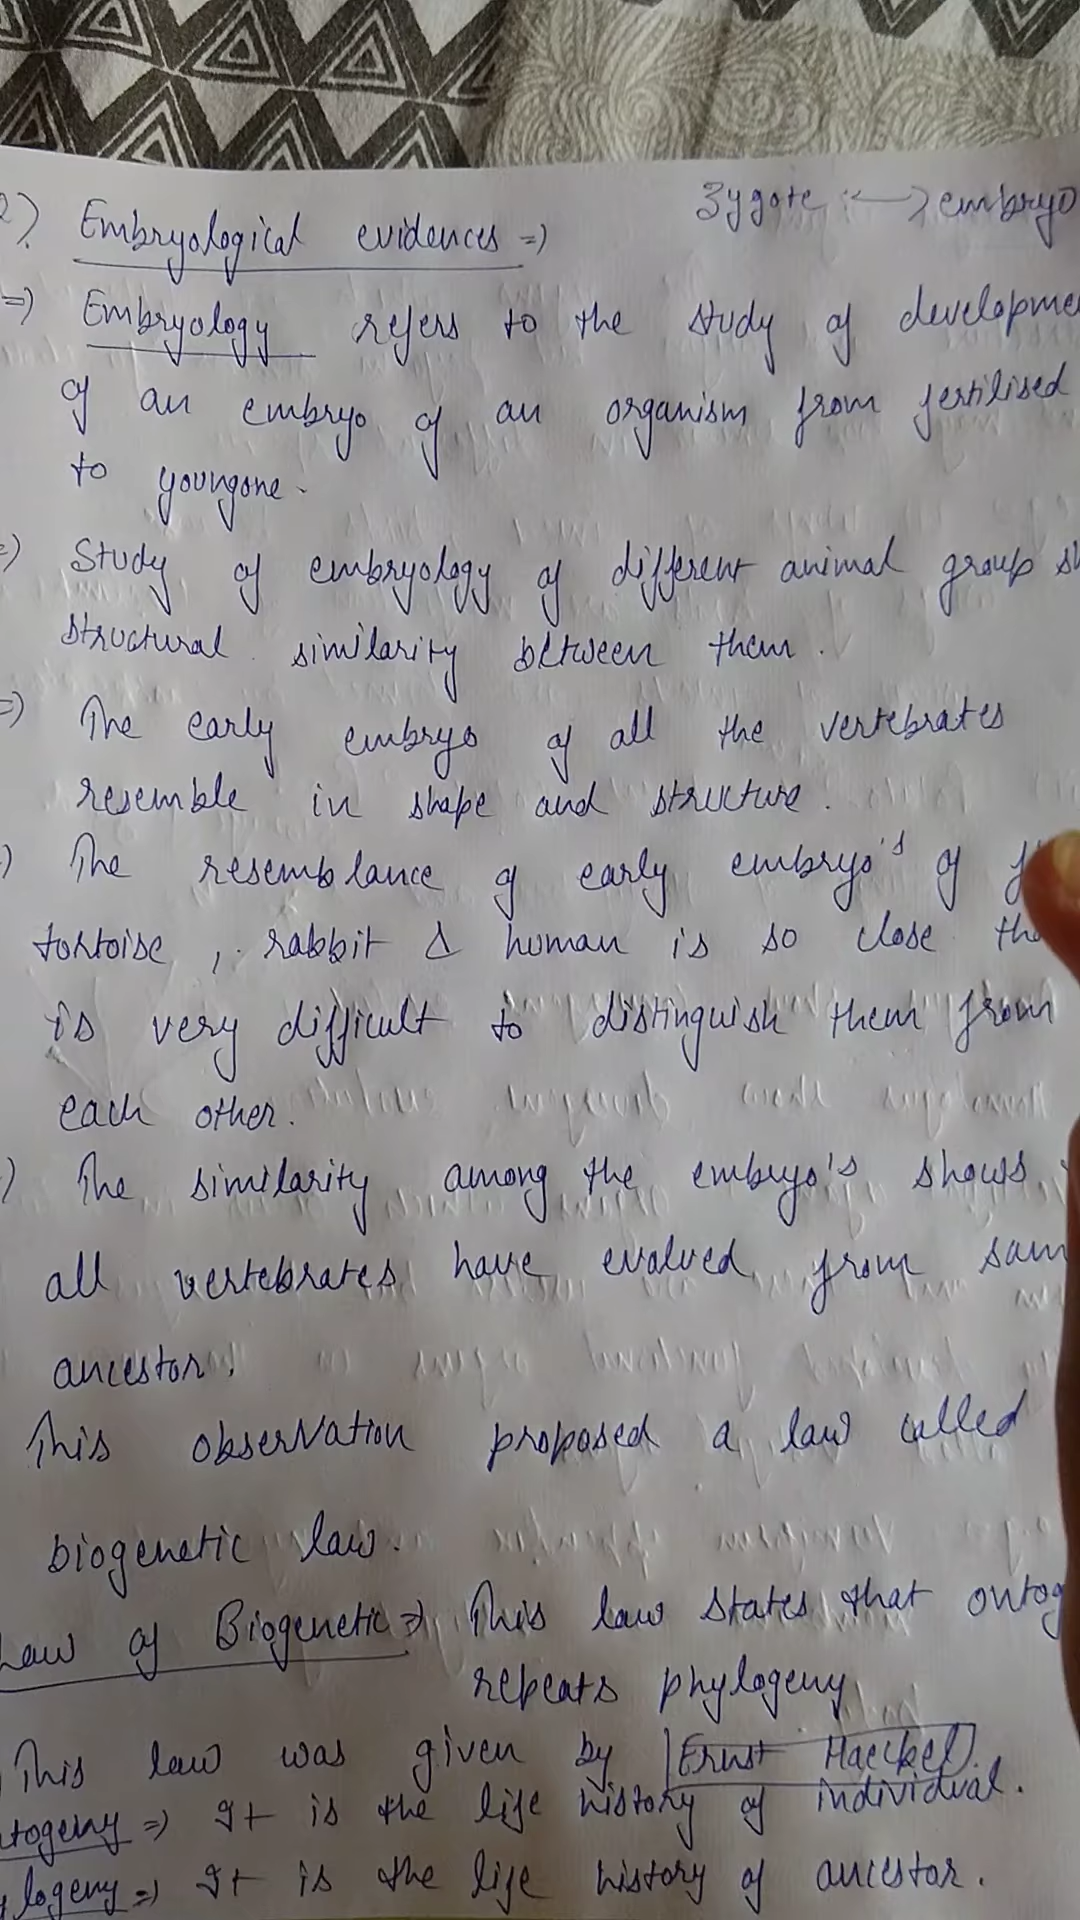 2). Embryological evidences => Zygote :—> embryo
=) Embryology refers to the study of developme
of an embryo of an organism from fertilised
to youngone.
=) Study of embryology of different animal group sh
structural similarity between them.
=) The early embryo of all the vertebrates
resemble in shape and structure.
=) The resemblance of early embryo's of
tortoise, rabbit & human is so close tha
is very difficult to distinguish them from
each other.
=) The similarity among the embryo's shows
all vertebrates have evolved from sam
ancestor.
This observation proposed a law called
biogenetic law.
Law of Biogenetic => This law states that ontog
repeats phylogeny
This law was given by Ernst Haeckel.
togeny => It is the life history of individual.
logeny => It is the life history of ancestor.